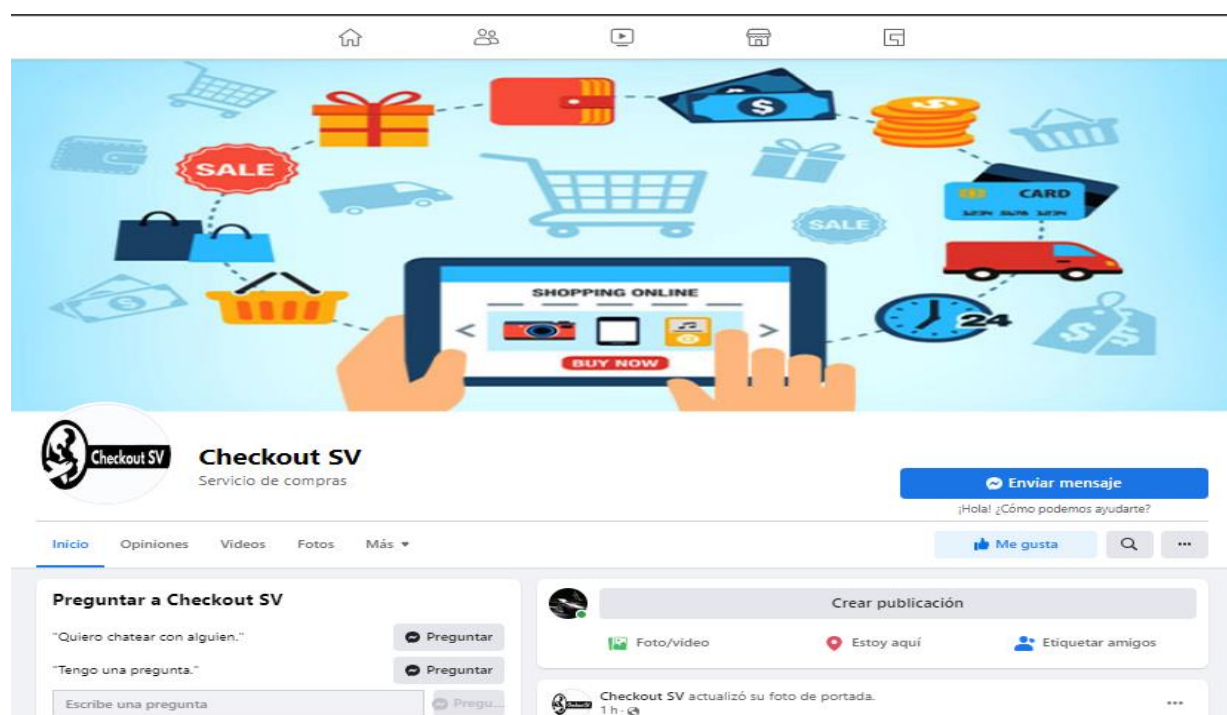 SALE
CARD
SALE
SHOPPING ONLINE
24
BUY NOW
Checkout SV
Checkout SV
Servicio de compras
Enviar mensaje
¡Hola! ¿Cómo podemos ayudarte?
Inicio Opiniones Videos Fotos Más
Me gusta
Preguntar a Checkout SV
"Quiero chatear con alguien." Preguntar
"Tengo una pregunta." Preguntar
Escribe una pregunta Pregu...
Crear publicación
Foto/video Estoy aquí Etiquetar amigos
Checkout SV actualizó su foto de portada.
1 h ·